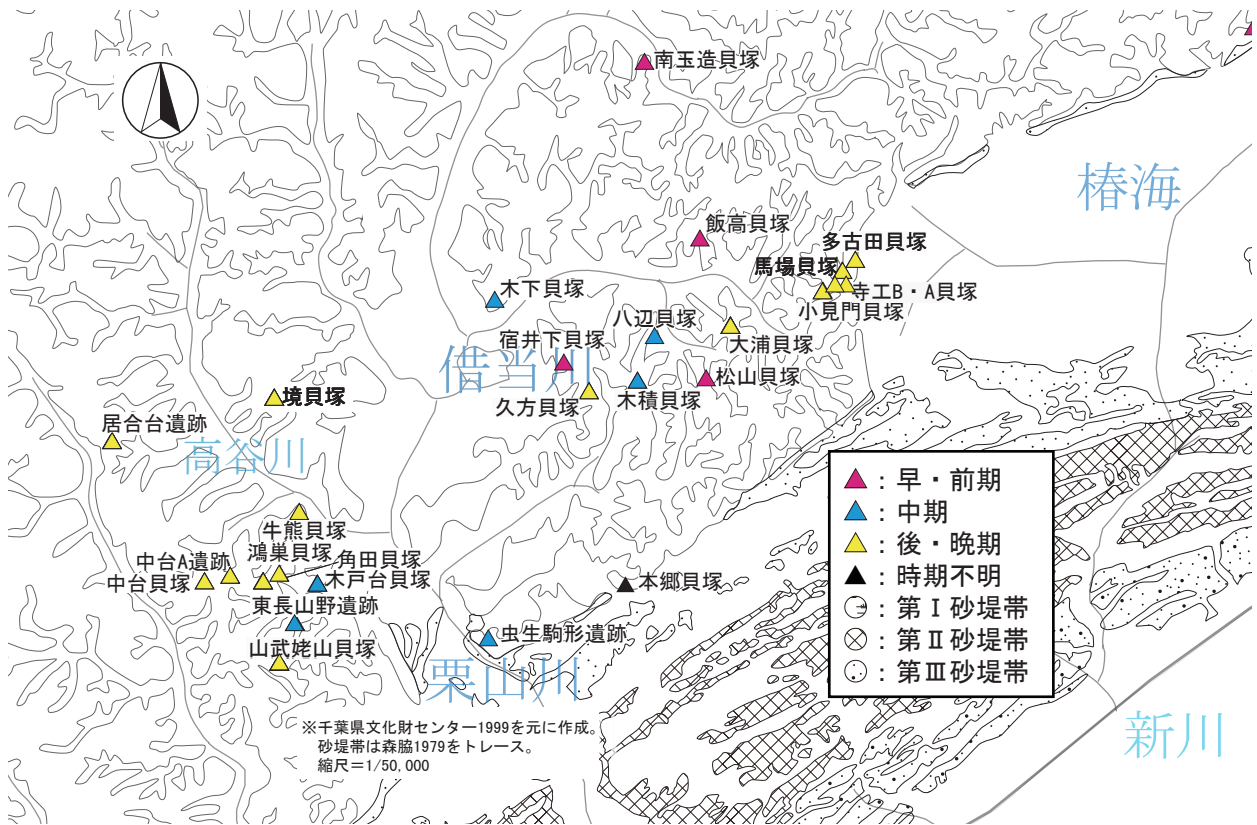 南玉造貝塚
椿海
飯高貝塚
多古田貝塚
馬場貝塚
寺工B・A貝塚
小見門貝塚
木下貝塚
八辺貝塚
大浦貝塚
宿井下貝塚
借当川
松山貝塚
木積貝塚
久方貝塚
境貝塚
居合台遺跡
高谷川
牛熊貝塚
鴻巣貝塚
角田貝塚
中台A遺跡
中台貝塚
木戸台貝塚
東長山野遺跡
山武姥山貝塚
本郷貝塚
虫生駒形遺跡
栗山川
新川
：早・前期
：中期
：後・晩期
：時期不明
：第Ⅰ砂堤帯
：第Ⅱ砂堤帯
：第Ⅲ砂堤帯
※千葉県文化財センター1999を元に作成。
砂堤帯は森脇1979をトレース。
縮尺＝1/50,000